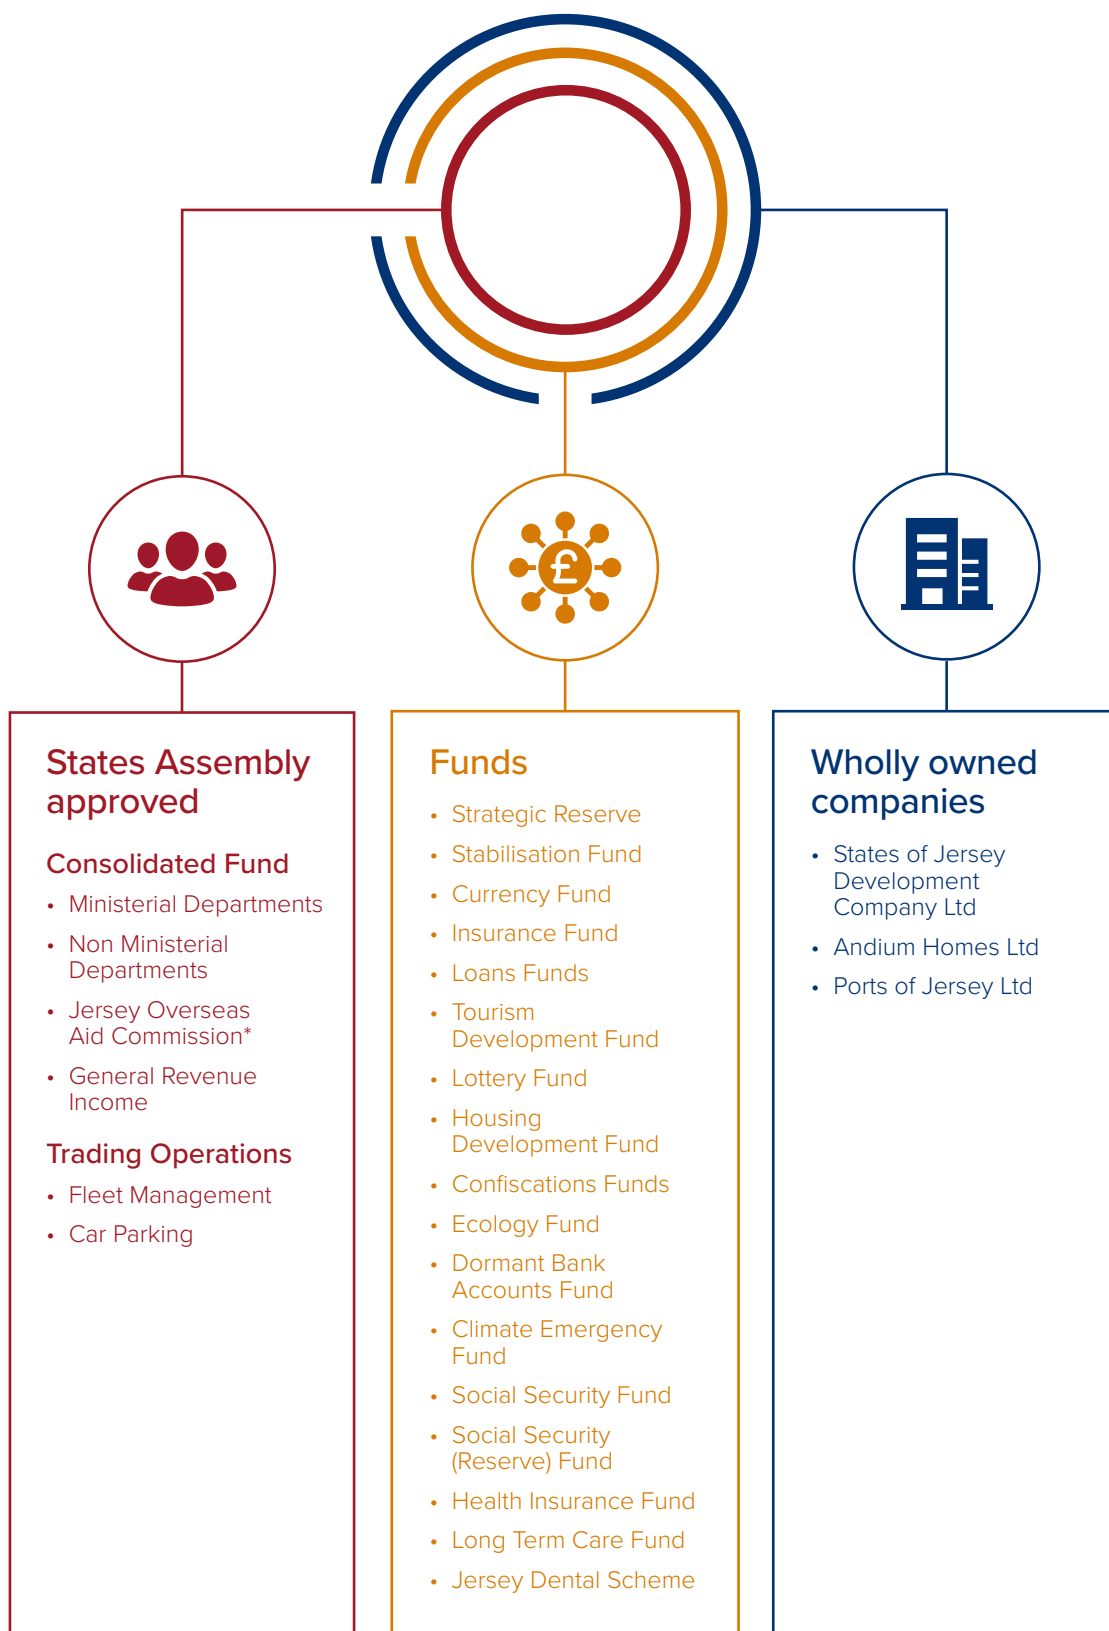 States Assembly
approved
Consolidated Fund
• Ministerial Departments
• Non Ministerial
Departments
• Jersey Overseas
Aid Commission*
• General Revenue
Income
Trading Operations
• Fleet Management
• Car Parking
£
Funds
• Strategic Reserve
• Stabilisation Fund
• Currency Fund
• Insurance Fund
• Loans Funds
• Tourism
Development Fund
• Lottery Fund
• Housing
Development Fund
• Confiscations Funds
• Ecology Fund
• Dormant Bank
Accounts Fund
• Climate Emergency
Fund
• Social Security Fund
• Social Security
(Reserve) Fund
• Health Insurance Fund
• Long Term Care Fund
• Jersey Dental Scheme
Wholly owned
companies
• States of Jersey
Development
Company Ltd
• Andium Homes Ltd
• Ports of Jersey Ltd